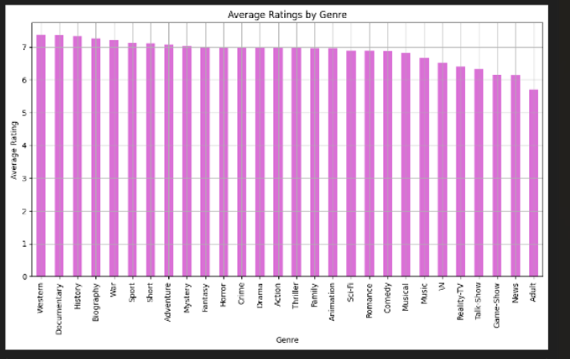 Average Ratings by Genre
Average Rating
7
6
5
4
3
2
1
0
Western
Documentary
History
Biography
War
Sport
Short
Adventure
Mystery
Fantasy
Horror
Crime
Drama
Action
Thriller
Family
Animation
Sci-Fi
Romance
Comedy
Musical
Music
\N
Reality-TV
Talk-Show
Game-Show
News
Adult
Genre